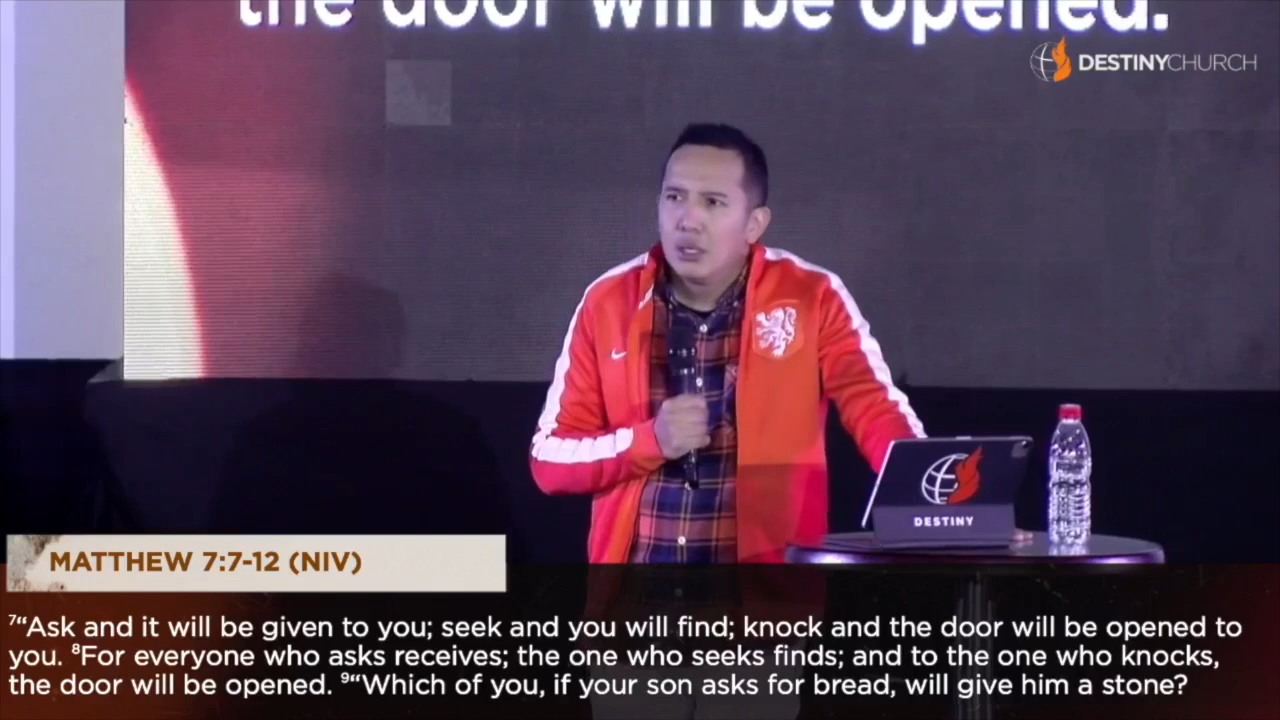 the door will be opened.
DESTINYCHURCH
DESTINY
MATTHEW 7:7-12 (NIV)
⁷“Ask and it will be given to you; seek and you will find; knock and the door will be opened to
you. ⁸For everyone who asks receives; the one who seeks finds; and to the one who knocks,
the door will be opened. ⁹“Which of you, if your son asks for bread, will give him a stone?